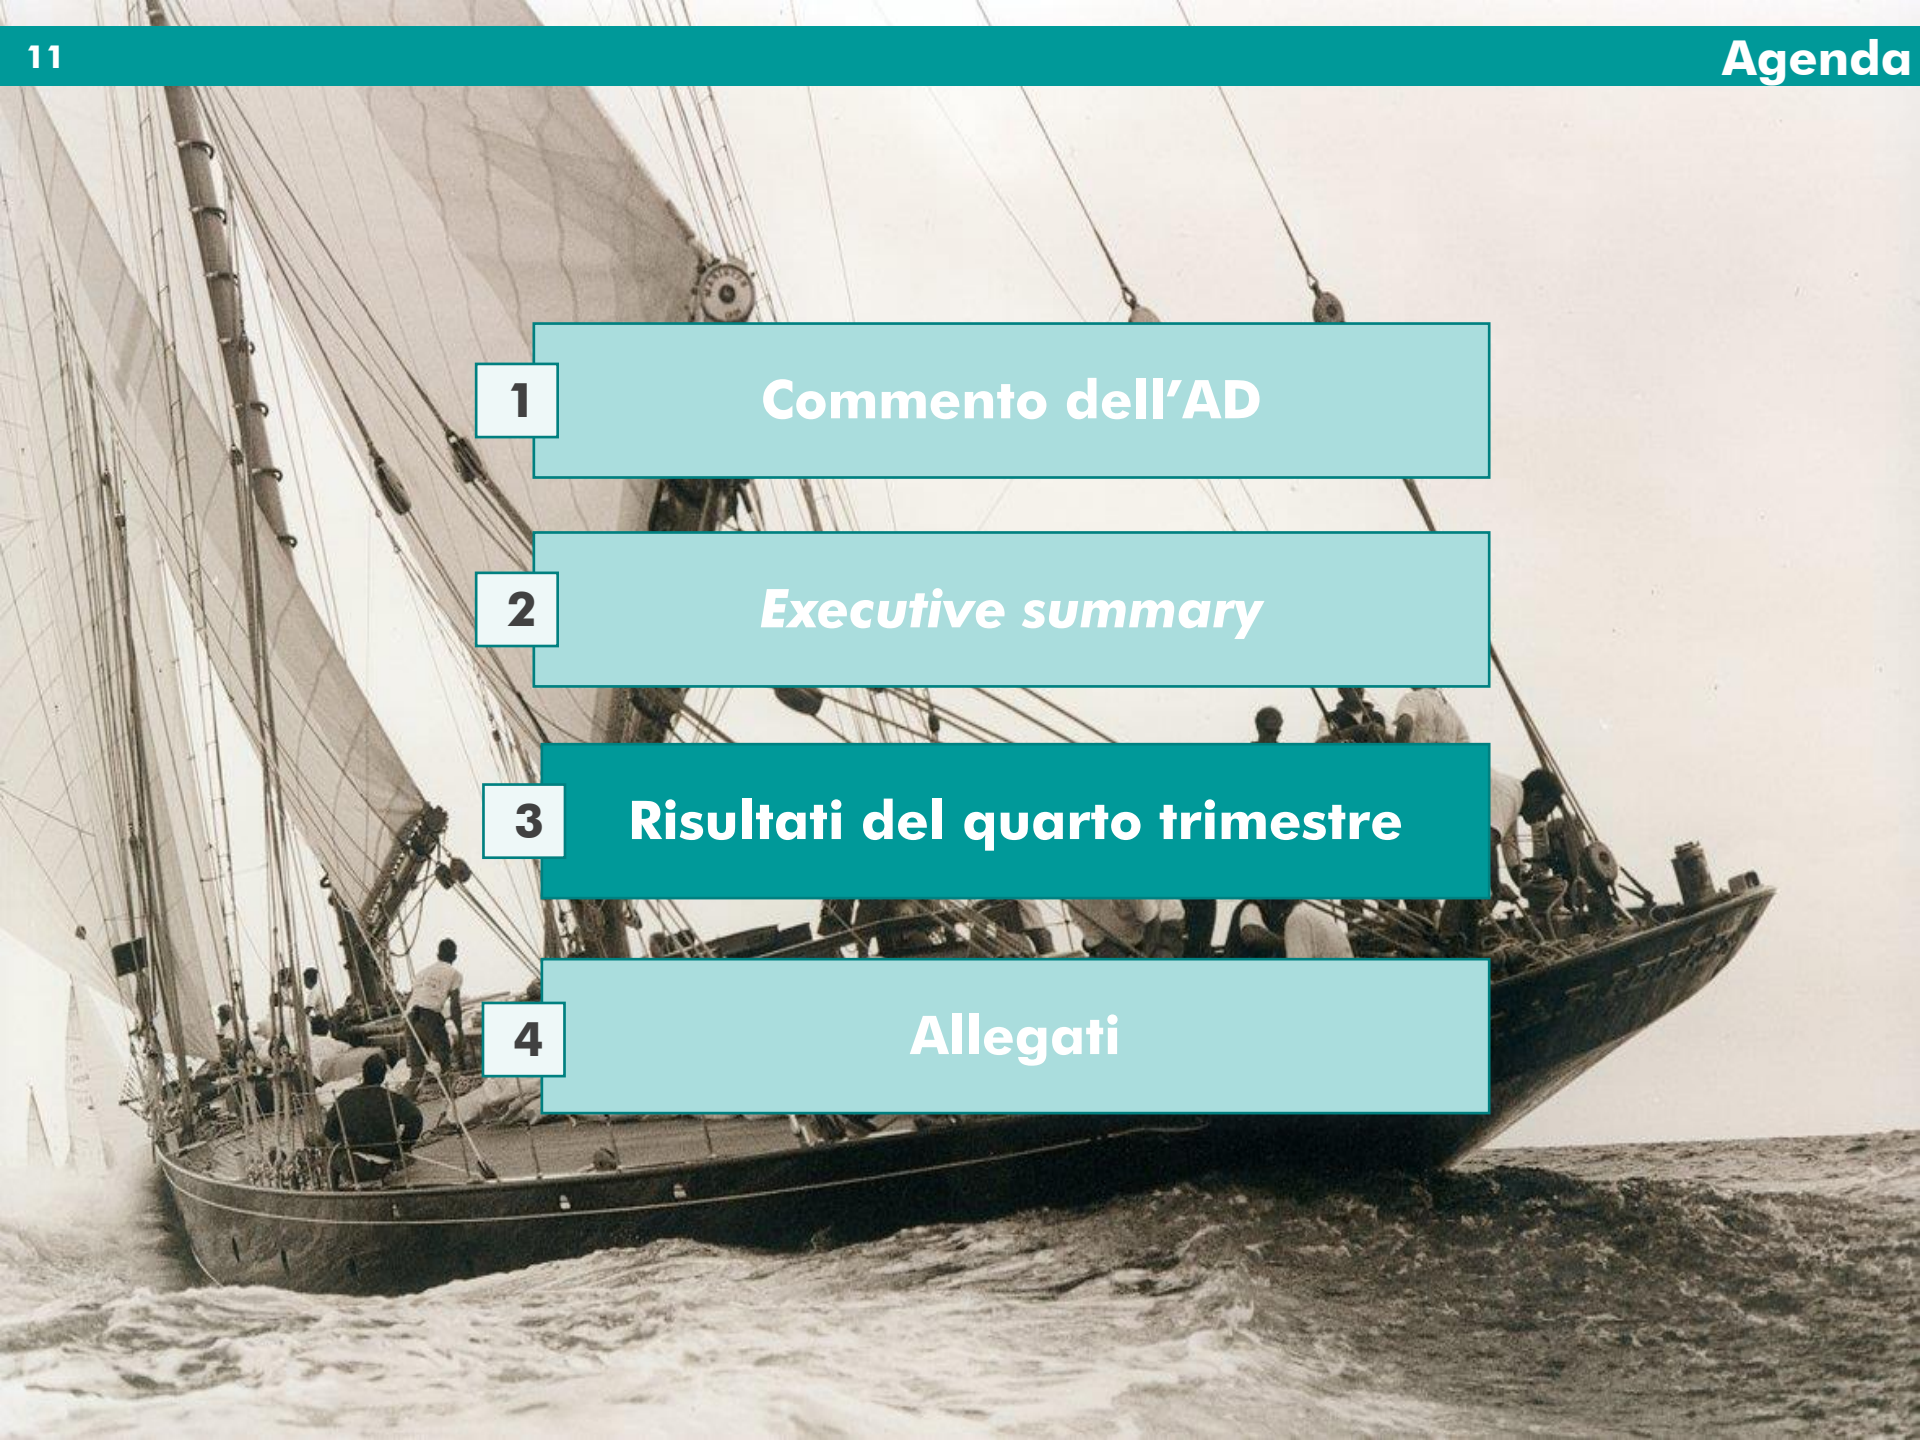 11
Agenda
1
Commento dell’AD
2
Executive summary
3
Risultati del quarto trimestre
4
Allegati